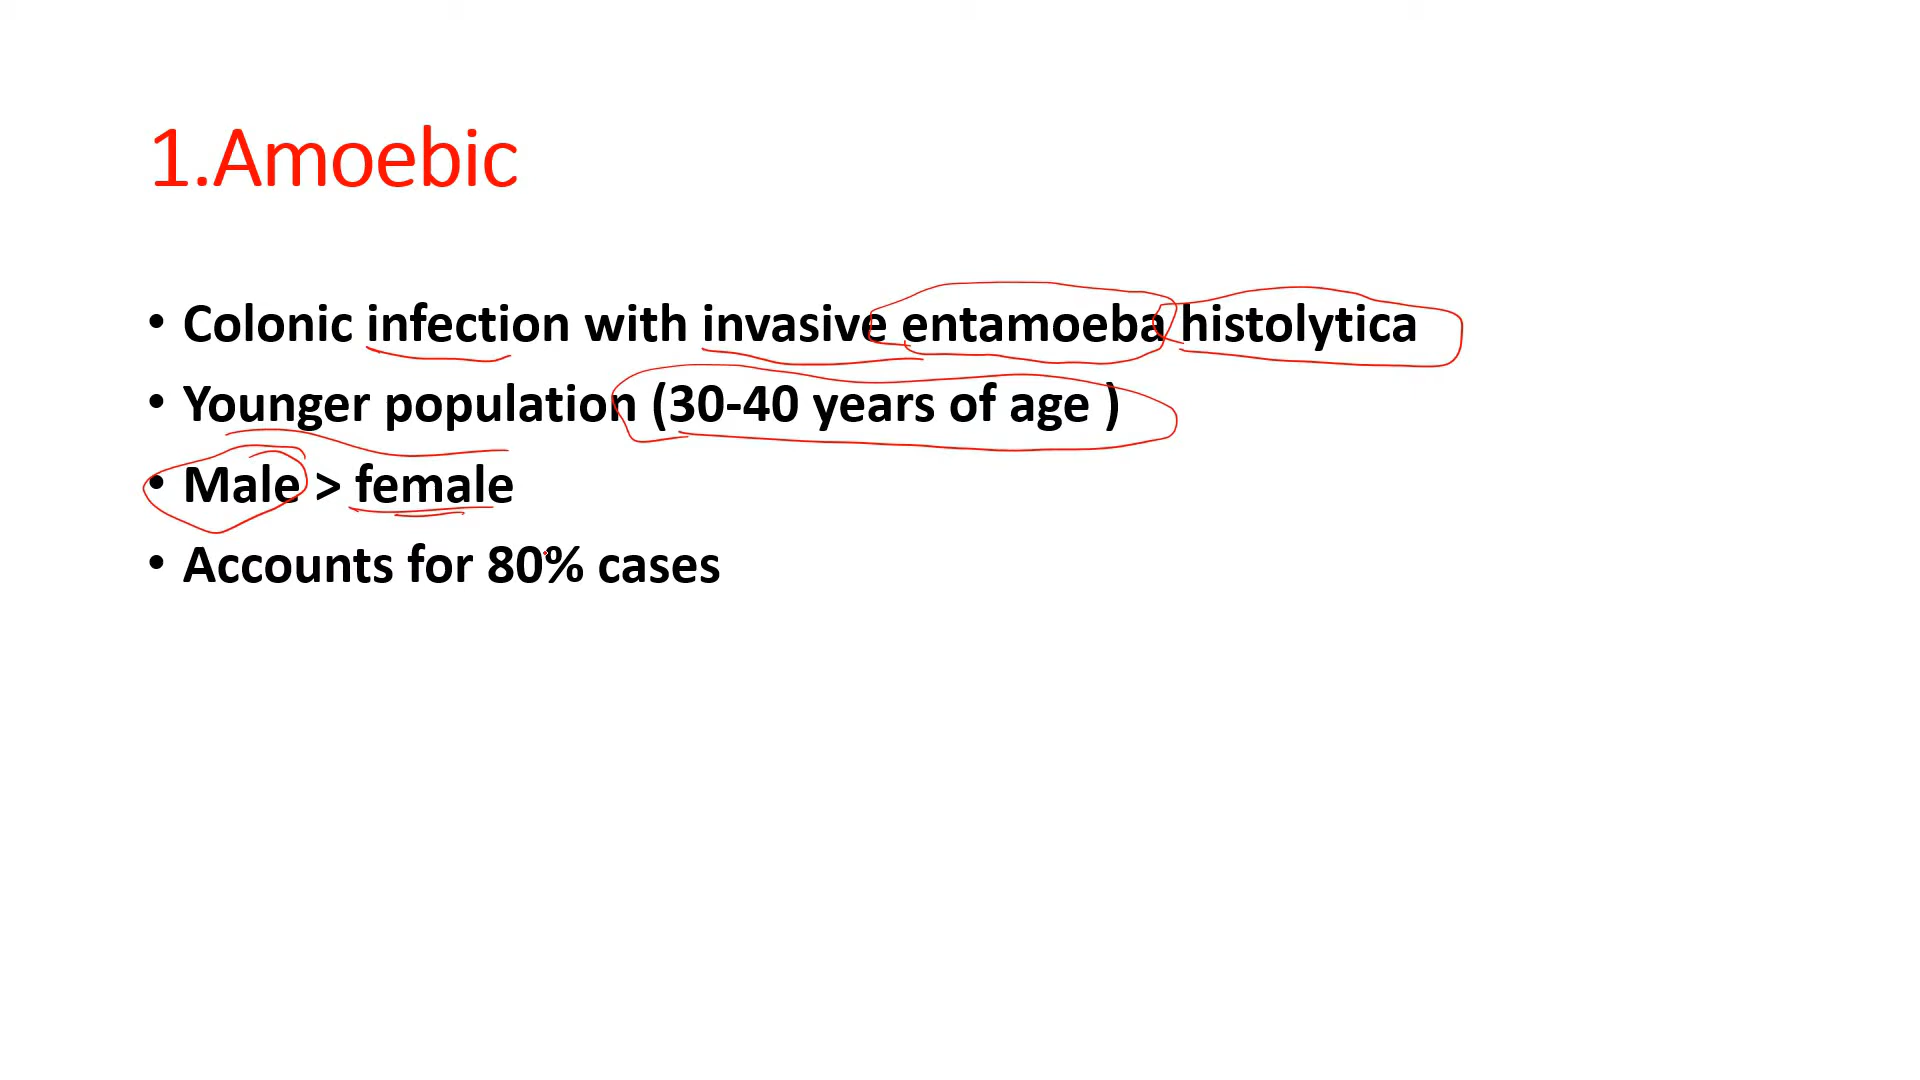 1.Amoebic
• Colonic infection with invasive entamoeba histolytica
• Younger population (30-40 years of age )
• Male > female
• Accounts for 80% cases